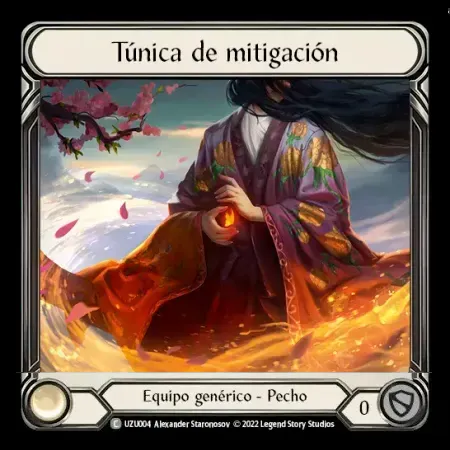 Túnica de mitigación
Equipo genérico - Pecho
0
C UZU004 Alexander Staronosov © 2022 Legend Story Studios